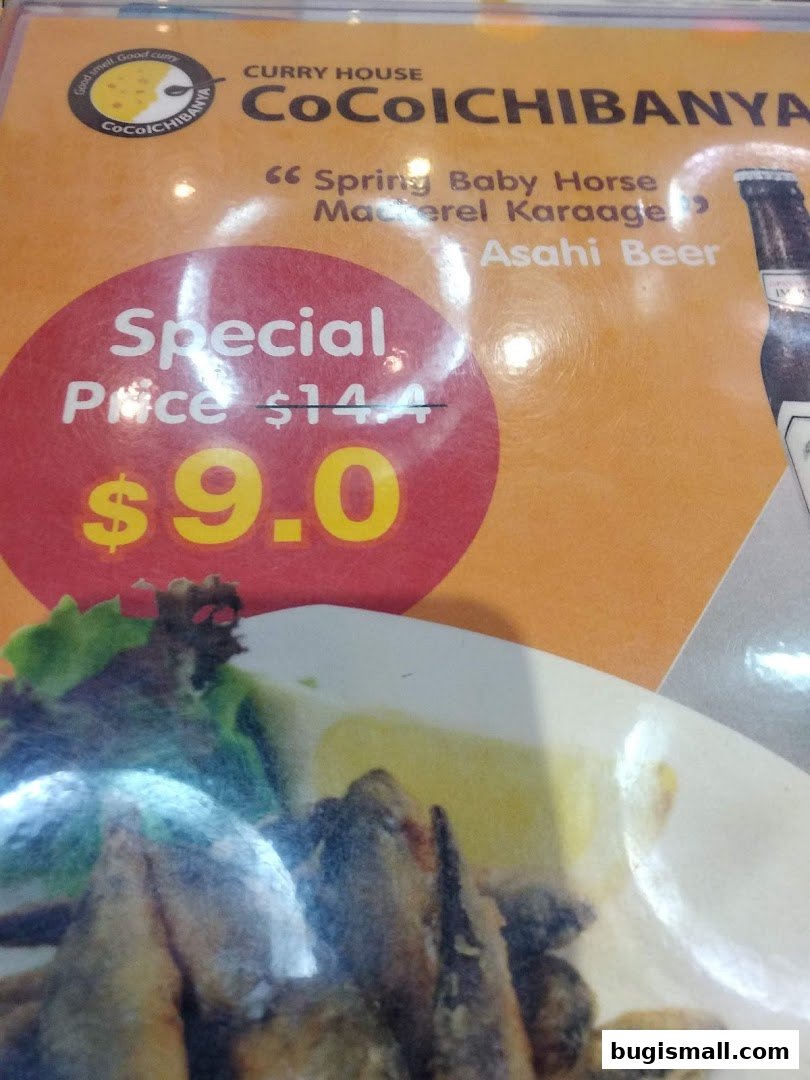 Good smell. Good curry
CoCoICHIBANYA
CURRY HOUSE
CoCoICHIBANYA
“ Spring Baby Horse
Mackerel Karaage ”
Asahi Beer
Special
Price $14.4
$9.0
bugismall.com